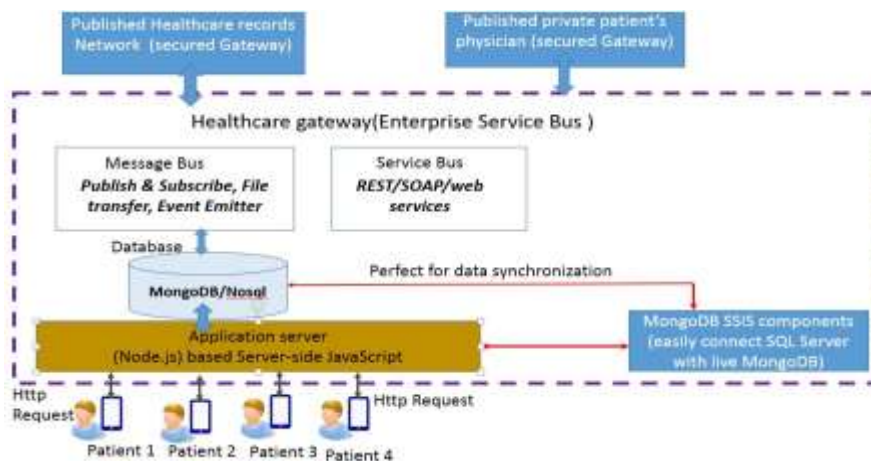 Published Healthcare records
Network (secured Gateway)
Published private patient's
physician (secured Gateway)
Healthcare gateway(Enterprise Service Bus )
Message Bus
Publish & Subscribe, File
transfer, Event Emitter
Service Bus
REST/SOAP/web
services
Database
MongoDB/Nosql
Perfect for data synchronization
Application server
(Node.js) based Server-side JavaScript
MongoDB SSIS components
(easily connect SQL Server
with live MongoDB)
Http
Request
Http Request
Patient 1
Patient 2
Patient 3
Patient 4